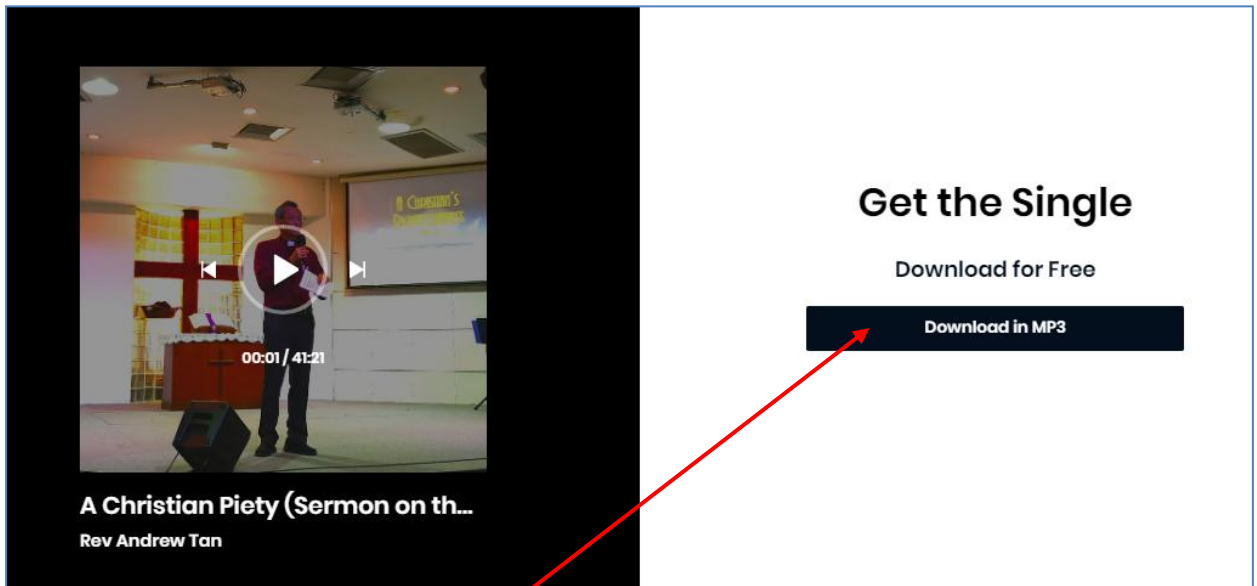 A CHRISTIAN'S
00:01 / 41:21
A Christian Piety (Sermon on th...
Rev Andrew Tan
Get the Single
Download for Free
Download in MP3